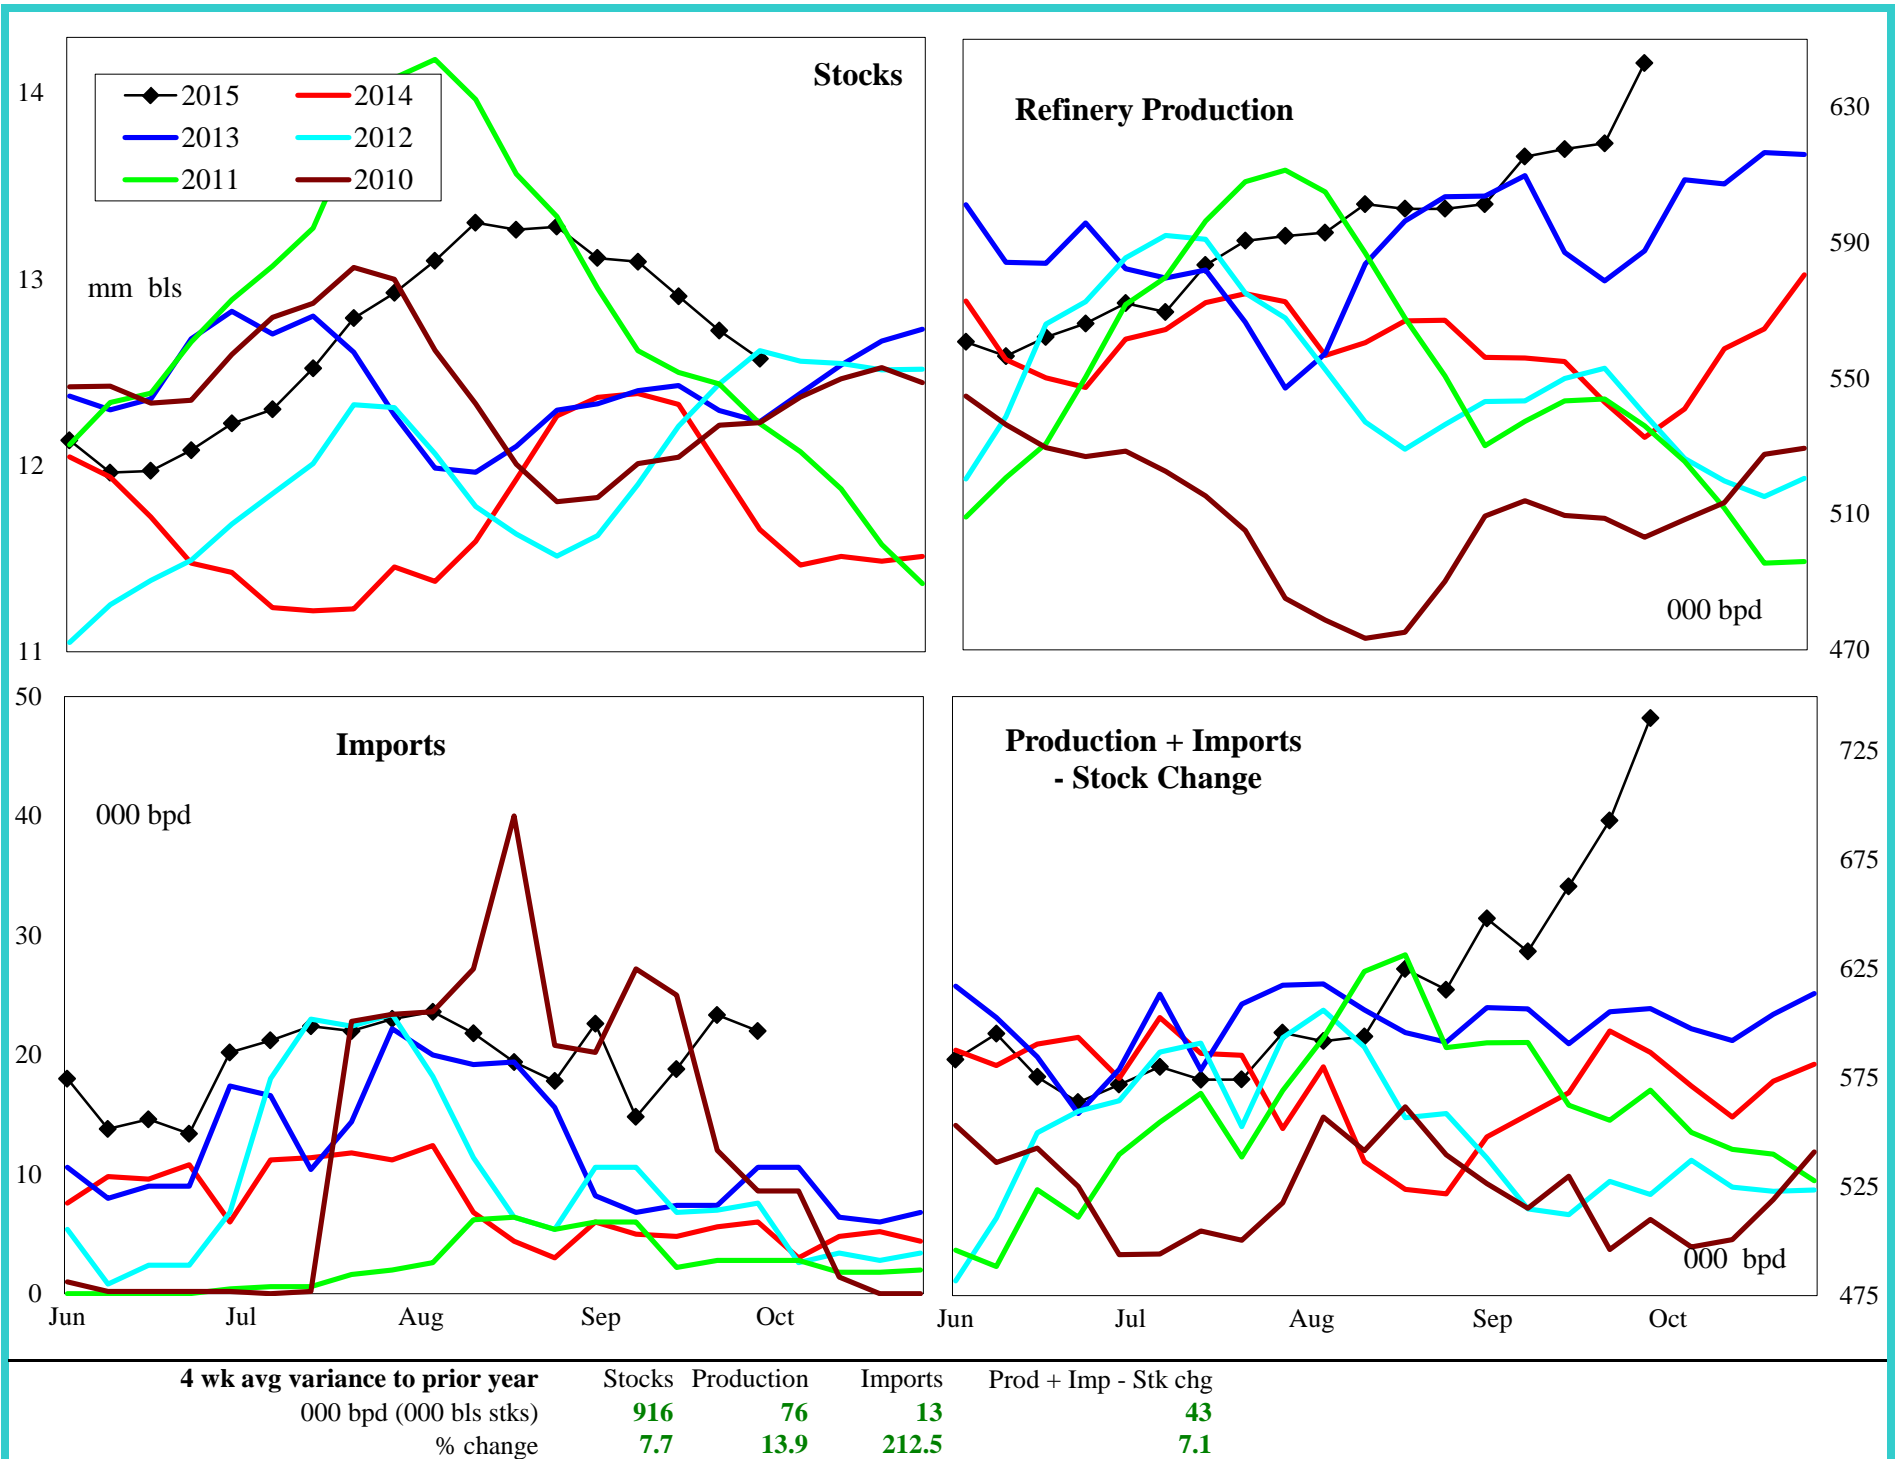 Stocks
2015 2014
2013 2012
2011 2010
mm bls
14
13
12
11
Refinery Production
000 bpd
630
590
550
510
470
Imports
000 bpd
50
40
30
20
10
0
Jun Jul Aug Sep Oct
Production + Imports
- Stock Change
000 bpd
725
675
625
575
525
475
Jun Jul Aug Sep Oct
4 wk avg variance to prior year Stocks Production Imports Prod + Imp - Stk chg
000 bpd (000 bls stks) 916 76 13 43
% change 7.7 13.9 212.5 7.1